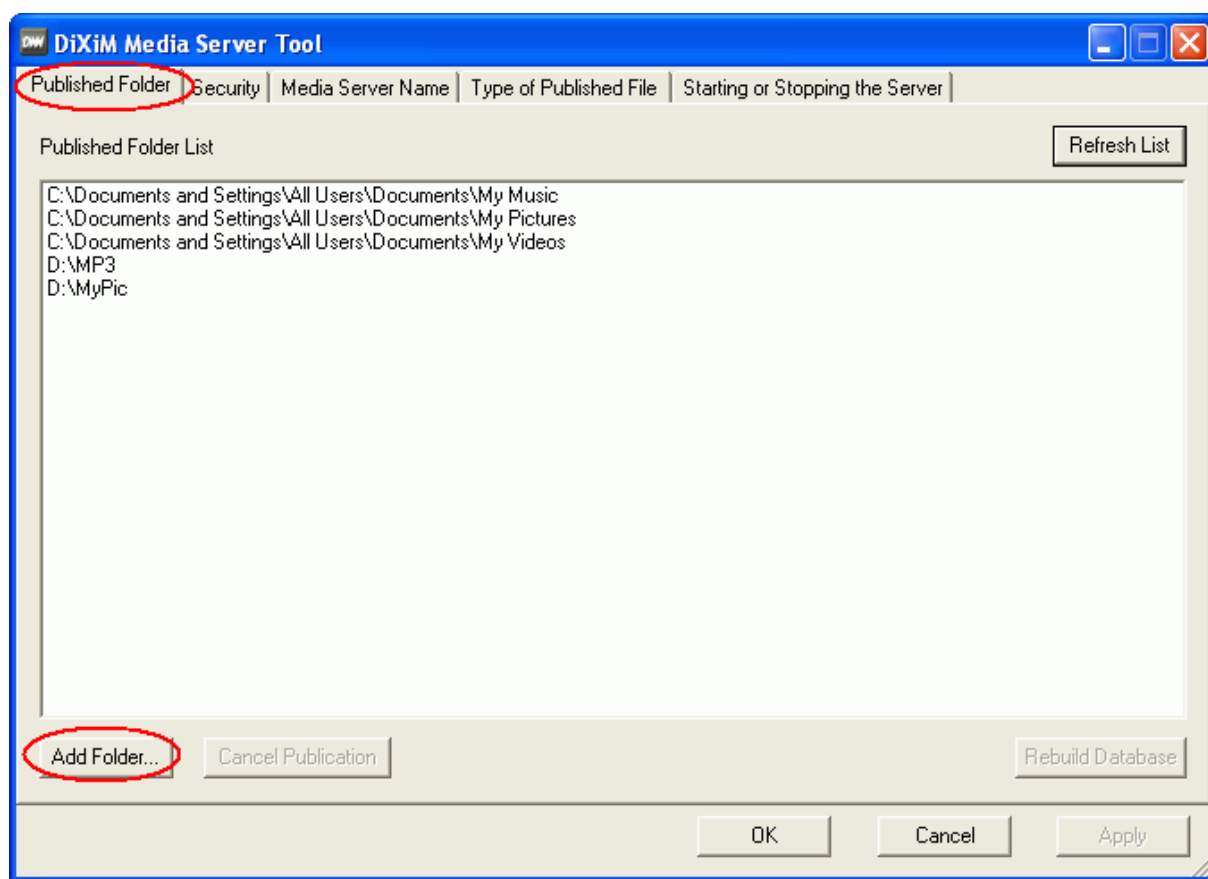 DiXiM Media Server Tool
Published Folder Security Media Server Name Type of Published File Starting or Stopping the Server
Published Folder List Refresh List
C:\Documents and Settings\All Users\Documents\My Music
C:\Documents and Settings\All Users\Documents\My Pictures
C:\Documents and Settings\All Users\Documents\My Videos
D:\MP3
D:\MyPic
Add Folder... Cancel Publication Rebuild Database
OK Cancel Apply